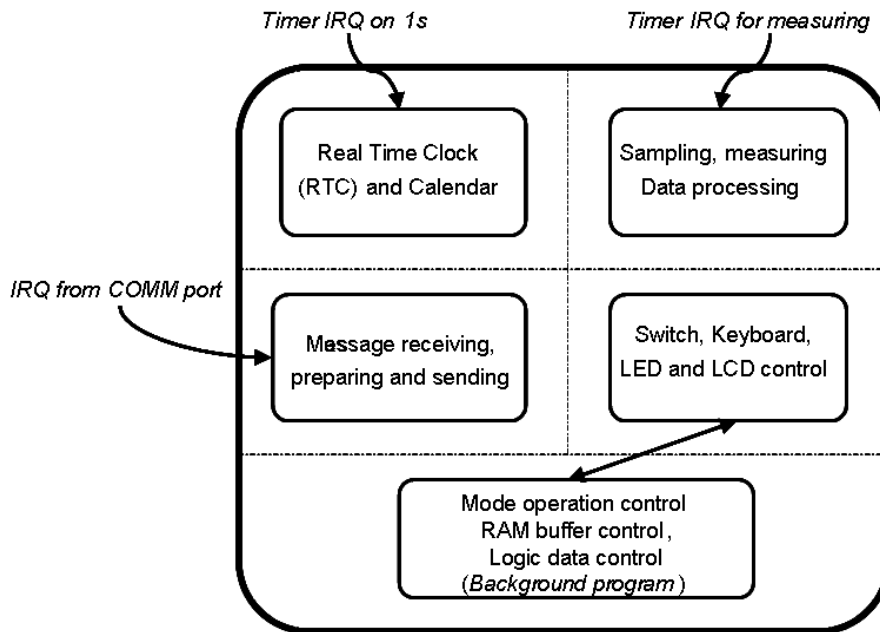 Timer IRQ on 1s
Timer IRQ for measuring
Real Time Clock
(RTC) and Calendar
Sampling, measuring
Data processing
IRQ from COMM port
Message receiving,
preparing and sending
Switch, Keyboard,
LED and LCD control
Mode operation control
RAM buffer control,
Logic data control
(Background program)